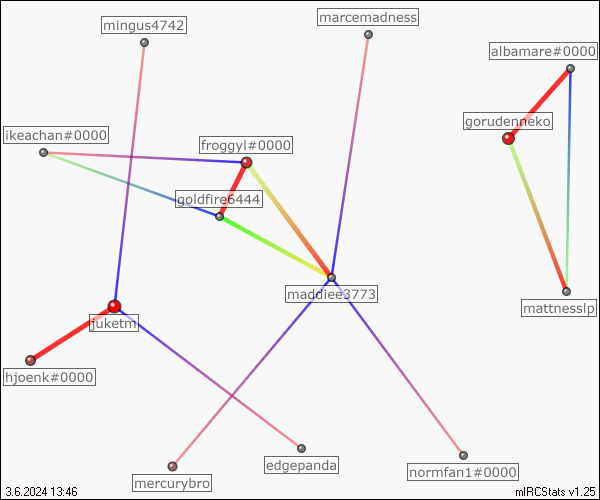 marcemadness
mingus4742
albamare#0000
gorudenneko
ikeachan#0000
froggyl#0000
goldfire6444
maddiee3773
mattnesslp
juketm
hjoenk#0000
edgepanda
normfan1#0000
mercurybro
3.6.2024 13:46
mIRCStats v1.25